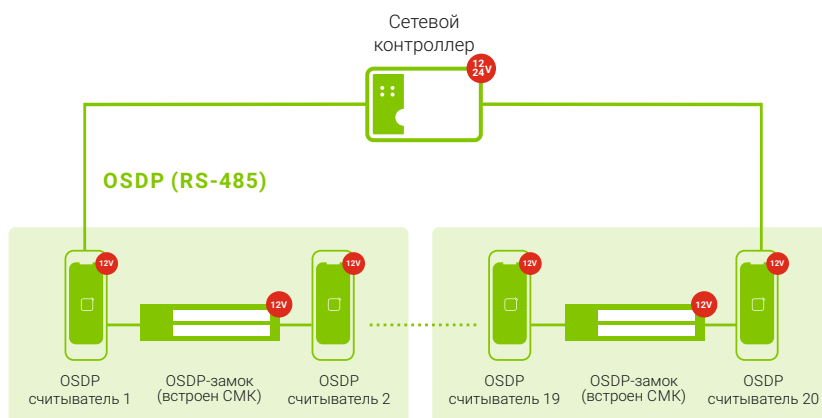 Сетевой
контроллер
12
24 V
OSDP (RS-485)
12V
12V
12V
12V
12V
12V
OSDP
считыватель 1
OSDP-замок
(встроен СМК)
OSDP
считыватель 2
OSDP
считыватель 19
OSDP-замок
(встроен СМК)
OSDP
считыватель 20